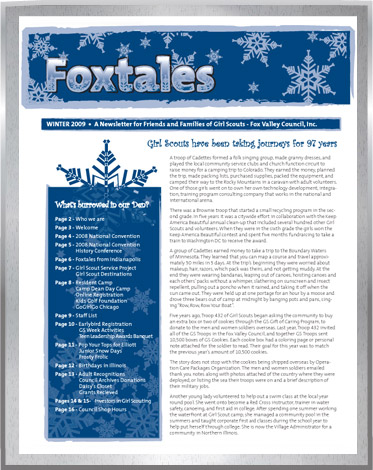 Foxtales
WINTER 2009 • A Newsletter for Friends and Families of Girl Scouts - Fox Valley Council, Inc.
Girl Scouts have been taking journeys for 97 years
What's burrowed in our "Den?
Page 2 - Who we are
Page 3 - Welcome
Page 4 - 2008 National Convention
Page 5 - 2008 National Convention
History Conference
Page 6 - Foxtales from Indianapolis
Page 7 - Girl Scout Service Project
Girl Scout Destinations
Page 8 - Resident Camp
Camp Dean Day Camp
Online Registration
Kids Golf Foundation
GoGirlGo Chicago
Page 9 - Staff List
Page 10 - Earlybird Registration
GS Week Activities
Men Leadership Awards Banquet
Page 11 - Pop Your Tops for Elliott
Junior Snow Days
Frosty Frolic
Page 12 - Birthdays in Illinois
Page 13 - Adult Recognitions
Council Archives Donations
Daisy's Closet
Grants Recieved
Pages 14 & 15 - Investors in Girl Scouting
Page 16 - Council Shop Hours
A troop of Cadettes formed a folk singing group, made granny dresses, and
played the local community service clubs and church function circuit to
raise money for a camping trip to Colorado. They earned the money, planned
the trip, made packing lists, purchased supplies, packed the equipment, and
camped their way to the Rocky Mountains in a caravan with adult volunteers.
One of those girls went on to own her own technology development, integra-
tion, training program consulting company that works in the national and
international arena.
There was a Brownie troop that started a small recycling program in the sec-
ond grade. In five years it was a citywide effort in collaboration with the Keep
America Beautiful annual clean-up that included several hundred other Girl
Scouts and volunteers. When they were in the sixth grade the girls won the
Keep America Beautiful contest and spent five months fundraising to take a
train to Washington DC to receive the award.
A group of Cadettes earned money to take a trip to the Boundary Waters
of Minnesota. They learned that you can map a course and travel approxi-
mately 50 miles in 5 days. At the trip's beginning they were worried about
makeup, hair, razors, which pack was theirs, and not getting muddy. At the
end they were wearing bandanas, leaping out of canoes, hoisting canoes and
each others' packs without a whimper, clattering on sunscreen and insect
repellent, pulling out a poncho when it rained, and taking it off when the
sun came out. They were held up at one portage for an hour by a moose and
drove three bears out of camp at midnight by banging pots and pans, sing-
ing "Row, Row, Row Your Boat."
Five years ago, Troop 432 of Girl Scouts began asking the community to buy
an extra box or two of cookies through the GS Gift of Caring Program, to
donate to the men and women soldiers overseas. Last year, Troop 432 invited
all of the GS Troops in the Fox Valley Council, and together GS Troops sent
10,500 boxes of GS Cookies. Each cookie box had a coloring page or personal
note attached for the soldier to read. Their goal for this year was to match
the previous year's amount of 10,500 cookies.
The story does not stop with the cookies being shipped overseas by Opera-
tion Care Packages Organization. The men and women soldiers emailed
thank you notes along with photos attached of the country where they were
deployed, or listing the sea their troops were on and a brief description of
their military jobs.
Another young lady volunteered to help out a swim class at the local year
round pool. She went onto become a Red Cross instructor, trainer in water
safety, canoeing, and first aid in college. After spending one summer working
the waterfront at Girl Scout camp, she managed a community pool in the
summers and taught corporate first aid classes during the school year to
help put herself through college. She is now the Village Administrator for a
community in Northern Illinois.